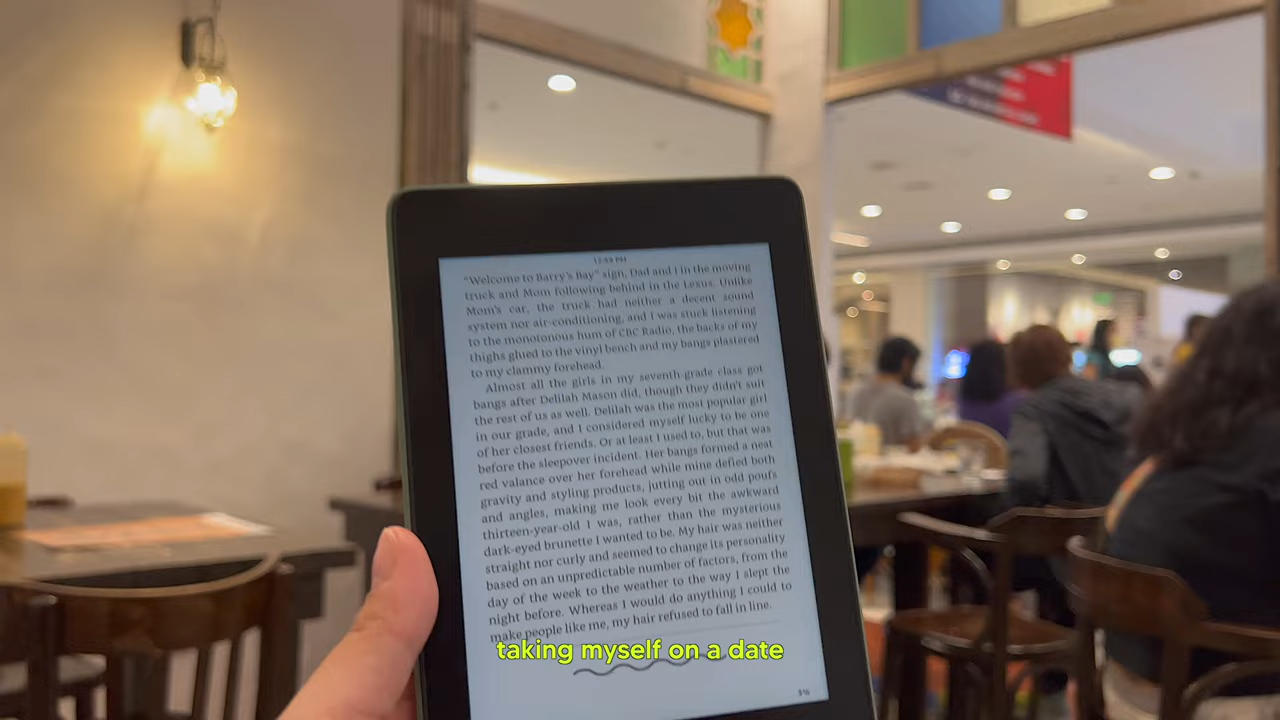 12:59 PM
"Welcome to Barry's Bay" sign, Dad and I in the moving
truck and Mom following behind in the Lexus. Unlike
Mom's car, the truck had neither a decent sound
system nor air-conditioning, and I was stuck listening
to the monotonous hum of CBC Radio, the backs of my
thighs glued to the vinyl bench and my bangs plastered
to my clammy forehead.
Almost all the girls in my seventh-grade class got
bangs after Delilah Mason did, though they didn't suit
the rest of us as well. Delilah was the most popular girl
in our grade, and I considered myself lucky to be one
of her closest friends. Or at least I used to, but that was
before the sleepover incident. Her bangs formed a neat
red valance over her forehead while mine defied both
gravity and styling products, jutting out in odd poufs
and angles, making me look every bit the awkward
thirteen-year-old I was, rather than the mysterious
dark-eyed brunette I wanted to be. My hair was neither
straight nor curly and seemed to change its personality
based on an unpredictable number of factors, from the
day of the week to the weather to the way I slept the
night before. Whereas I would do anything I could to
make people like me, my hair refused to fall in line.
taking myself on a date